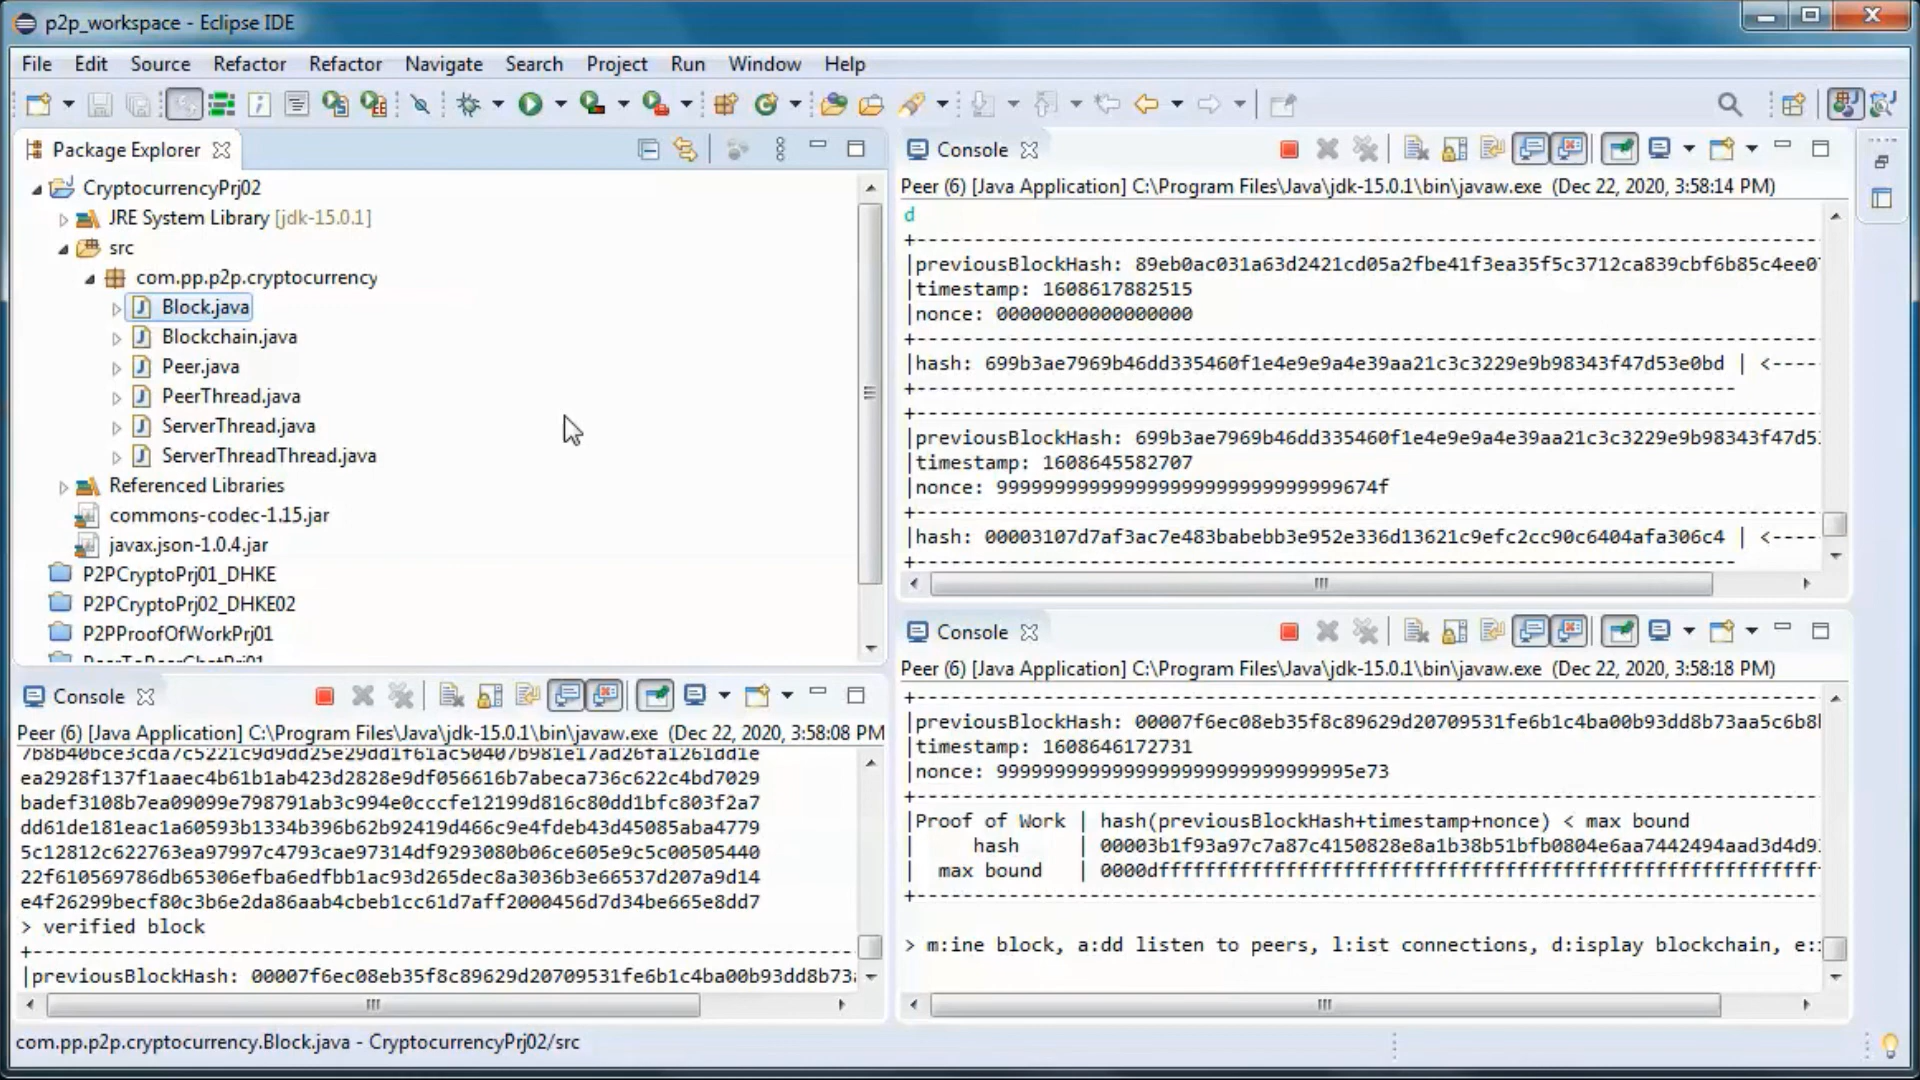 p2p_workspace - Eclipse IDE
File Edit Source Refactor Refactor Navigate Search Project Run Window Help
Package Explorer
CryptocurrencyPrj02
JRE System Library [jdk-15.0.1]
src
com.pp.p2p.cryptocurrency
Block.java
Blockchain.java
Peer.java
PeerThread.java
ServerThread.java
ServerThreadThread.java
Referenced Libraries
commons-codec-1.15.jar
javax.json-1.0.4.jar
P2PCryptoPrj01_DHKE
P2PCryptoPrj02_DHKE02
P2PProofOfWorkPrj01
PeerToPeerChatPrj01
Console
Peer (6) [Java Application] C:\Program Files\Java\jdk-15.0.1\bin\javaw.exe (Dec 22, 2020, 3:58:14 PM)
d
|previousBlockHash: 89eb0ac031a63d2421cd05a2fbe41f3ea35f5c3712ca839cbf6b85c4ee0
|timestamp: 1608617882515
|nonce: 00000000000000000
|hash: 699b3ae7969b46dd335460f1e4e9e9a4e39aa21c3c3229e9b98343f47d53e0bd | <----
|previousBlockHash: 699b3ae7969b46dd335460f1e4e9e9a4e39aa21c3c3229e9b98343f47d5
|timestamp: 1608645582707
|nonce: 999999999999999999999999999999674f
|hash: 00003107d7af3ac7e483babebb3e952e336d13621c9efc2cc90c6404afa306c4 | <----
Console
Peer (6) [Java Application] C:\Program Files\Java\jdk-15.0.1\bin\javaw.exe (Dec 22, 2020, 3:58:18 PM)
|previousBlockHash: 00007f6ec08eb35f8c89629d20709531fe6b1c4ba00b93dd8b73aa5c6b8
|timestamp: 1608646172731
|nonce: 9999999999999999999999999999995e73
|Proof of Work | hash(previousBlockHash+timestamp+nonce) < max bound
| hash | 00003b1f93a97c7a87c4150828e8a1b38b51bfb0804e6aa7442494aad3d4d9
| max bound | 0000dfffffffffffffffffffffffffffffffffffffffffffffffffffffffff
> m:ine block, a:dd listen to peers, l:ist connections, d:isplay blockchain, e:
Console
Peer (6) [Java Application] C:\Program Files\Java\jdk-15.0.1\bin\javaw.exe (Dec 22, 2020, 3:58:08 PM
7b8b40bce3cda7c5221c9d9dd25e29dd1f61ac50407b981e17ad26fa1261dd1e
ea2928f137f1aaec4b61b1ab423d2828e9df056616b7abeca736c622c4bd7029
badef3108b7ea09099e798791ab3c994e0cccfe12199d816c80dd1bfc803f2a7
dd61de181eac1a60593b1334b396b62b92419d466c9e4fdeb43d45085aba4779
5c12812c622763ea97997c4793cae97314df9293080b06ce605e9c5c00505440
22f610569786db65306efba6edfbb1ac93d265dec8a3036b3e66537d207a9d14
e4f26299becf80c3b6e2da86aab4cbeb1cc61d7aff2000456d7d34be665e8dd7
> verified block
|previousBlockHash: 00007f6ec08eb35f8c89629d20709531fe6b1c4ba00b93dd8b73
com.pp.p2p.cryptocurrency.Block.java - CryptocurrencyPrj02/src